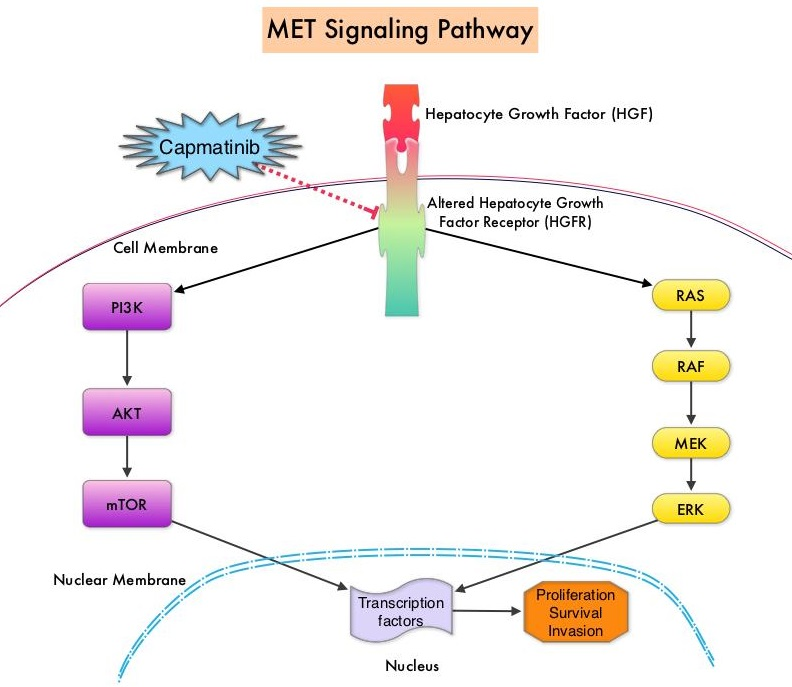 MET Signaling Pathway
Hepatocyte Growth Factor (HGF)
Capmatinib
Altered Hepatocyte Growth
Factor Receptor (HGFR)
Cell Membrane
PI3K
RAS
RAF
AKT
MEK
mTOR
ERK
Nuclear Membrane
Transcription
factors
Proliferation
Survival
Invasion
Nucleus